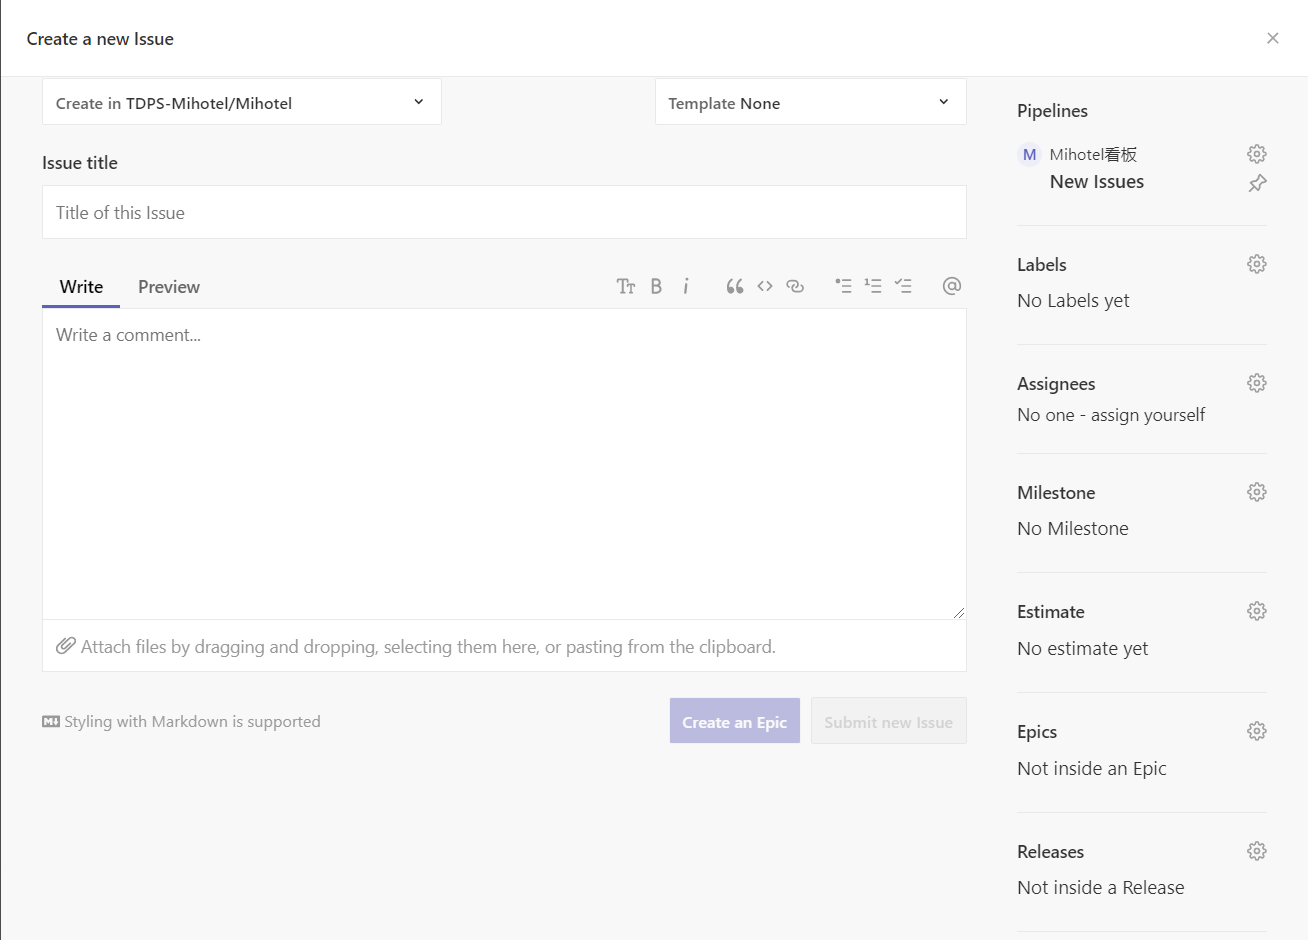 Create a new Issue
Create in TDPS-Mihotel/Mihotel
Template None
Issue title
Title of this Issue
Write
Preview
Write a comment...
Attach files by dragging and dropping, selecting them here, or pasting from the clipboard.
Styling with Markdown is supported
Create an Epic
Submit new Issue
Pipelines
M Mihotel看板
New Issues
Labels
No Labels yet
Assignees
No one - assign yourself
Milestone
No Milestone
Estimate
No estimate yet
Epics
Not inside an Epic
Releases
Not inside a Release